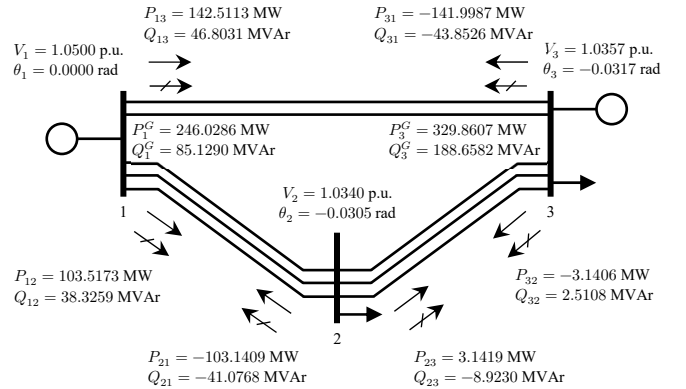 P₁₃ = 142.5113 MW
Q₁₃ = 46.8031 MVAr
P₃₁ = −141.9987 MW
Q₃₁ = −43.8526 MVAr
V₁ = 1.0500 p.u.
θ₁ = 0.0000 rad
V₃ = 1.0357 p.u.
θ₃ = −0.0317 rad
P₁ᴳ = 246.0286 MW
Q₁ᴳ = 85.1290 MVAr
P₃ᴳ = 329.8607 MW
Q₃ᴳ = 188.6582 MVAr
V₂ = 1.0340 p.u.
θ₂ = −0.0305 rad
1
3
P₁₂ = 103.5173 MW
Q₁₂ = 38.3259 MVAr
P₃₂ = −3.1406 MW
Q₃₂ = 2.5108 MVAr
2
P₂₁ = −103.1409 MW
Q₂₁ = −41.0768 MVAr
P₂₃ = 3.1419 MW
Q₂₃ = −8.9230 MVAr